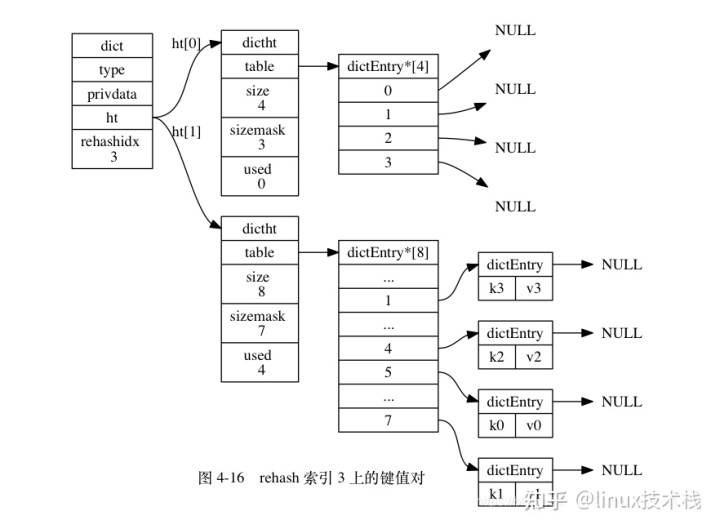 dict
type
privdata
ht
rehashidx
3
ht[0]
ht[1]
dictht
table
size
4
sizemask
3
used
0
dictEntry*[4]
0
1
2
3
NULL
NULL
NULL
NULL
dictht
table
size
8
sizemask
7
used
4
dictEntry*[8]
...
1
...
4
5
...
7
dictEntry
k3 v3
NULL
dictEntry
k2 v2
NULL
dictEntry
k0 v0
NULL
dictEntry
k1
NULL
图 4-16 rehash 索引 3 上的键值对
知乎 @linux技术栈